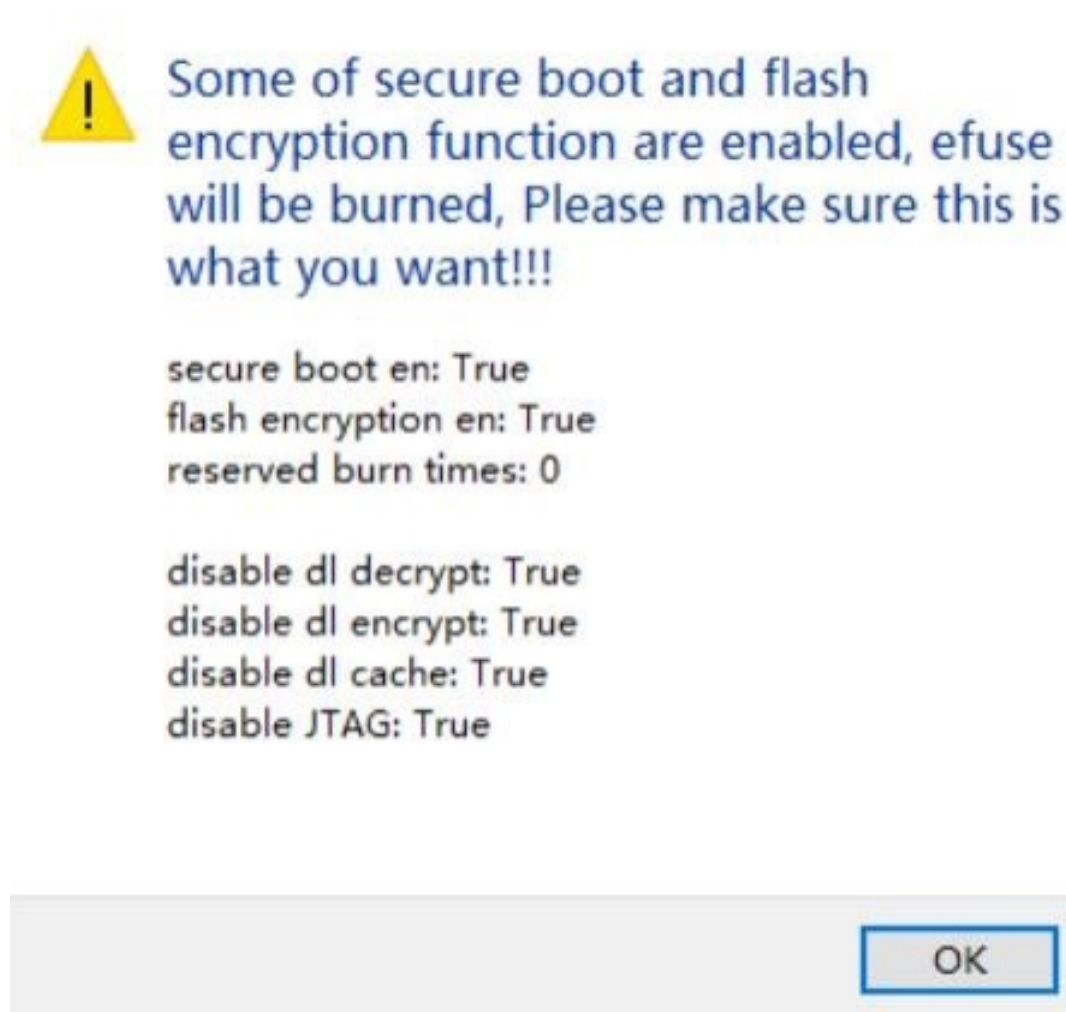 !
Some of secure boot and flash
encryption function are enabled, efuse
will be burned, Please make sure this is
what you want!!!
secure boot en: True
flash encryption en: True
reserved burn times: 0
disable dl decrypt: True
disable dl encrypt: True
disable dl cache: True
disable JTAG: True
OK